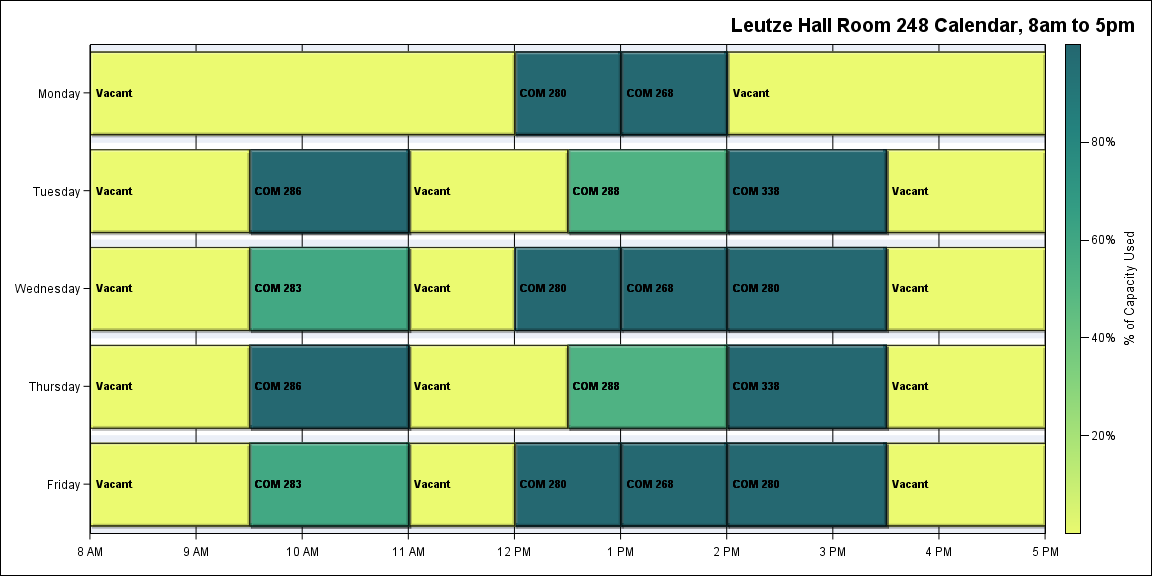 Leutze Hall Room 248 Calendar, 8am to 5pm
Monday
Vacant
COM 280
COM 268
Vacant
Tuesday
Vacant
COM 286
Vacant
COM 288
COM 338
Vacant
Wednesday
Vacant
COM 283
Vacant
COM 280
COM 268
COM 280
Vacant
Thursday
Vacant
COM 286
Vacant
COM 288
COM 338
Vacant
Friday
Vacant
COM 283
Vacant
COM 280
COM 268
COM 280
Vacant
8 AM
9 AM
10 AM
11 AM
12 PM
1 PM
2 PM
3 PM
4 PM
5 PM
80%
60%
40%
20%
% of Capacity Used